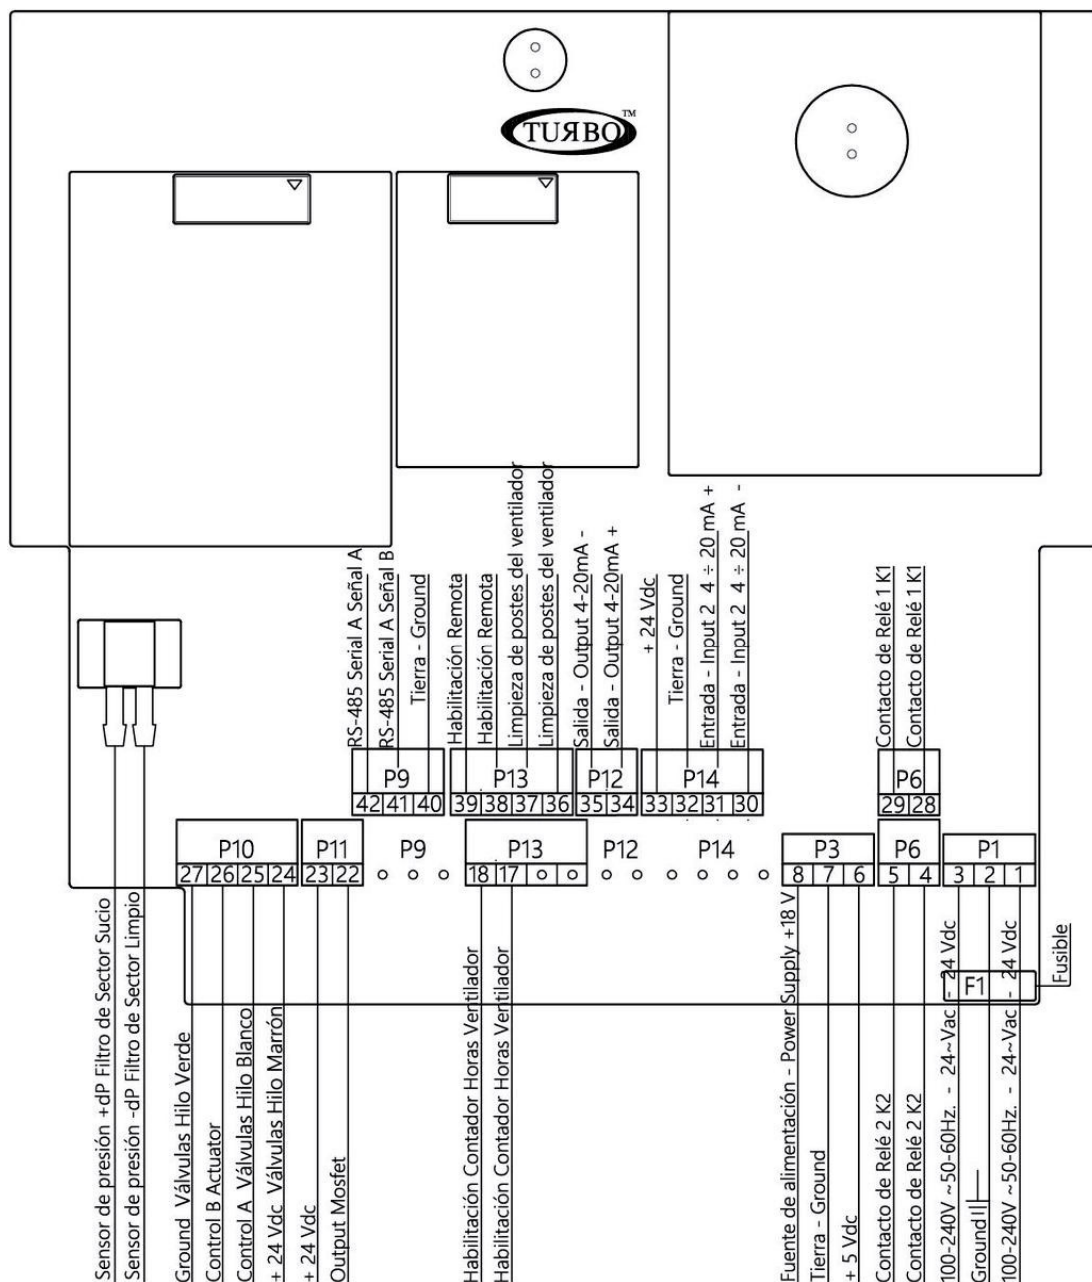 TURBO™
RS-485 Serial A Señal A
RS-485 Serial A Señal B
Tierra - Ground
Habilitación Remota
Habilitación Remota
Limpieza de postes del ventilador
Limpieza de postes del ventilador
Salida - Output 4-20mA -
Salida - Output 4-20mA +
+ 24 Vdc
Tierra - Ground
Entrada - Input 2 4 ÷ 20 mA +
Entrada - Input 2 4 ÷ 20 mA -
Contacto de Relé 1 K1
Contacto de Relé 1 K1
P9
P13
P12
P14
P6
42 41 40
39 38 37 36
35 34
33 32 31 30
29 28
P10
P11
P9
P13
P12
P14
P3
P6
P1
27 26 25 24
23 22
18 17
8 7 6
5 4
3 2 1
F1
Fusible
Sensor de presión +dP Filtro de Sector Sucio
Sensor de presión -dP Filtro de Sector Limpio
Ground Válvulas Hilo Verde
Control B Actuator
Control A Válvulas Hilo Blanco
+ 24 Vdc Válvulas Hilo Marrón
+ 24 Vdc
Output Mosfet
Habilitación Contador Horas Ventilador
Habilitación Contador Horas Ventilador
Fuente de alimentación - Power Supply +18 V
Tierra - Ground
+ 5 Vdc
Contacto de Relé 2 K2
Contacto de Relé 2 K2
100-240V ~50-60Hz. - 24~Vac - 24 Vdc
Ground
100-240V ~50-60Hz. - 24~Vac - 24 Vdc